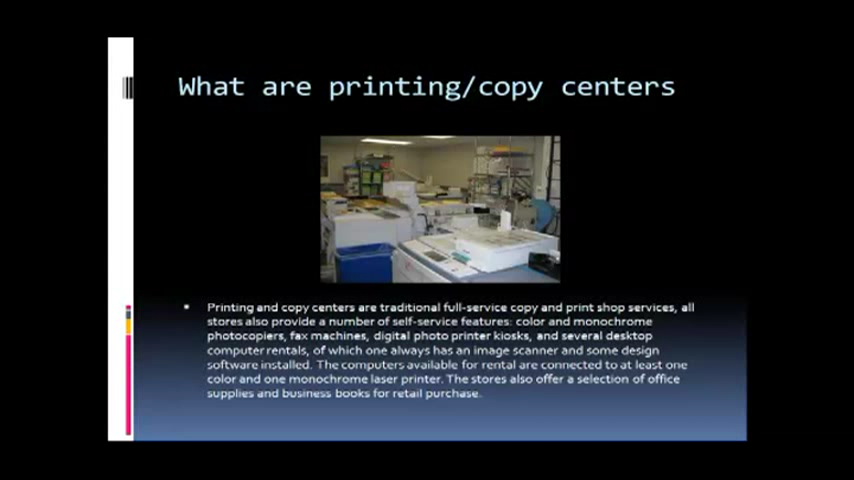 What are printing/copy centers
Printing and copy centers are traditional full-service copy and print shop services, all
stores also provide a number of self-service features: color and monochrome
photocopiers, fax machines, digital photo printer kiosks, and several desktop
computer rentals, of which one always has an image scanner and some design
software installed. The computers available for rental are connected to at least one
color and one monochrome laser printer. The stores also offer a selection of office
supplies and business books for retail purchase.